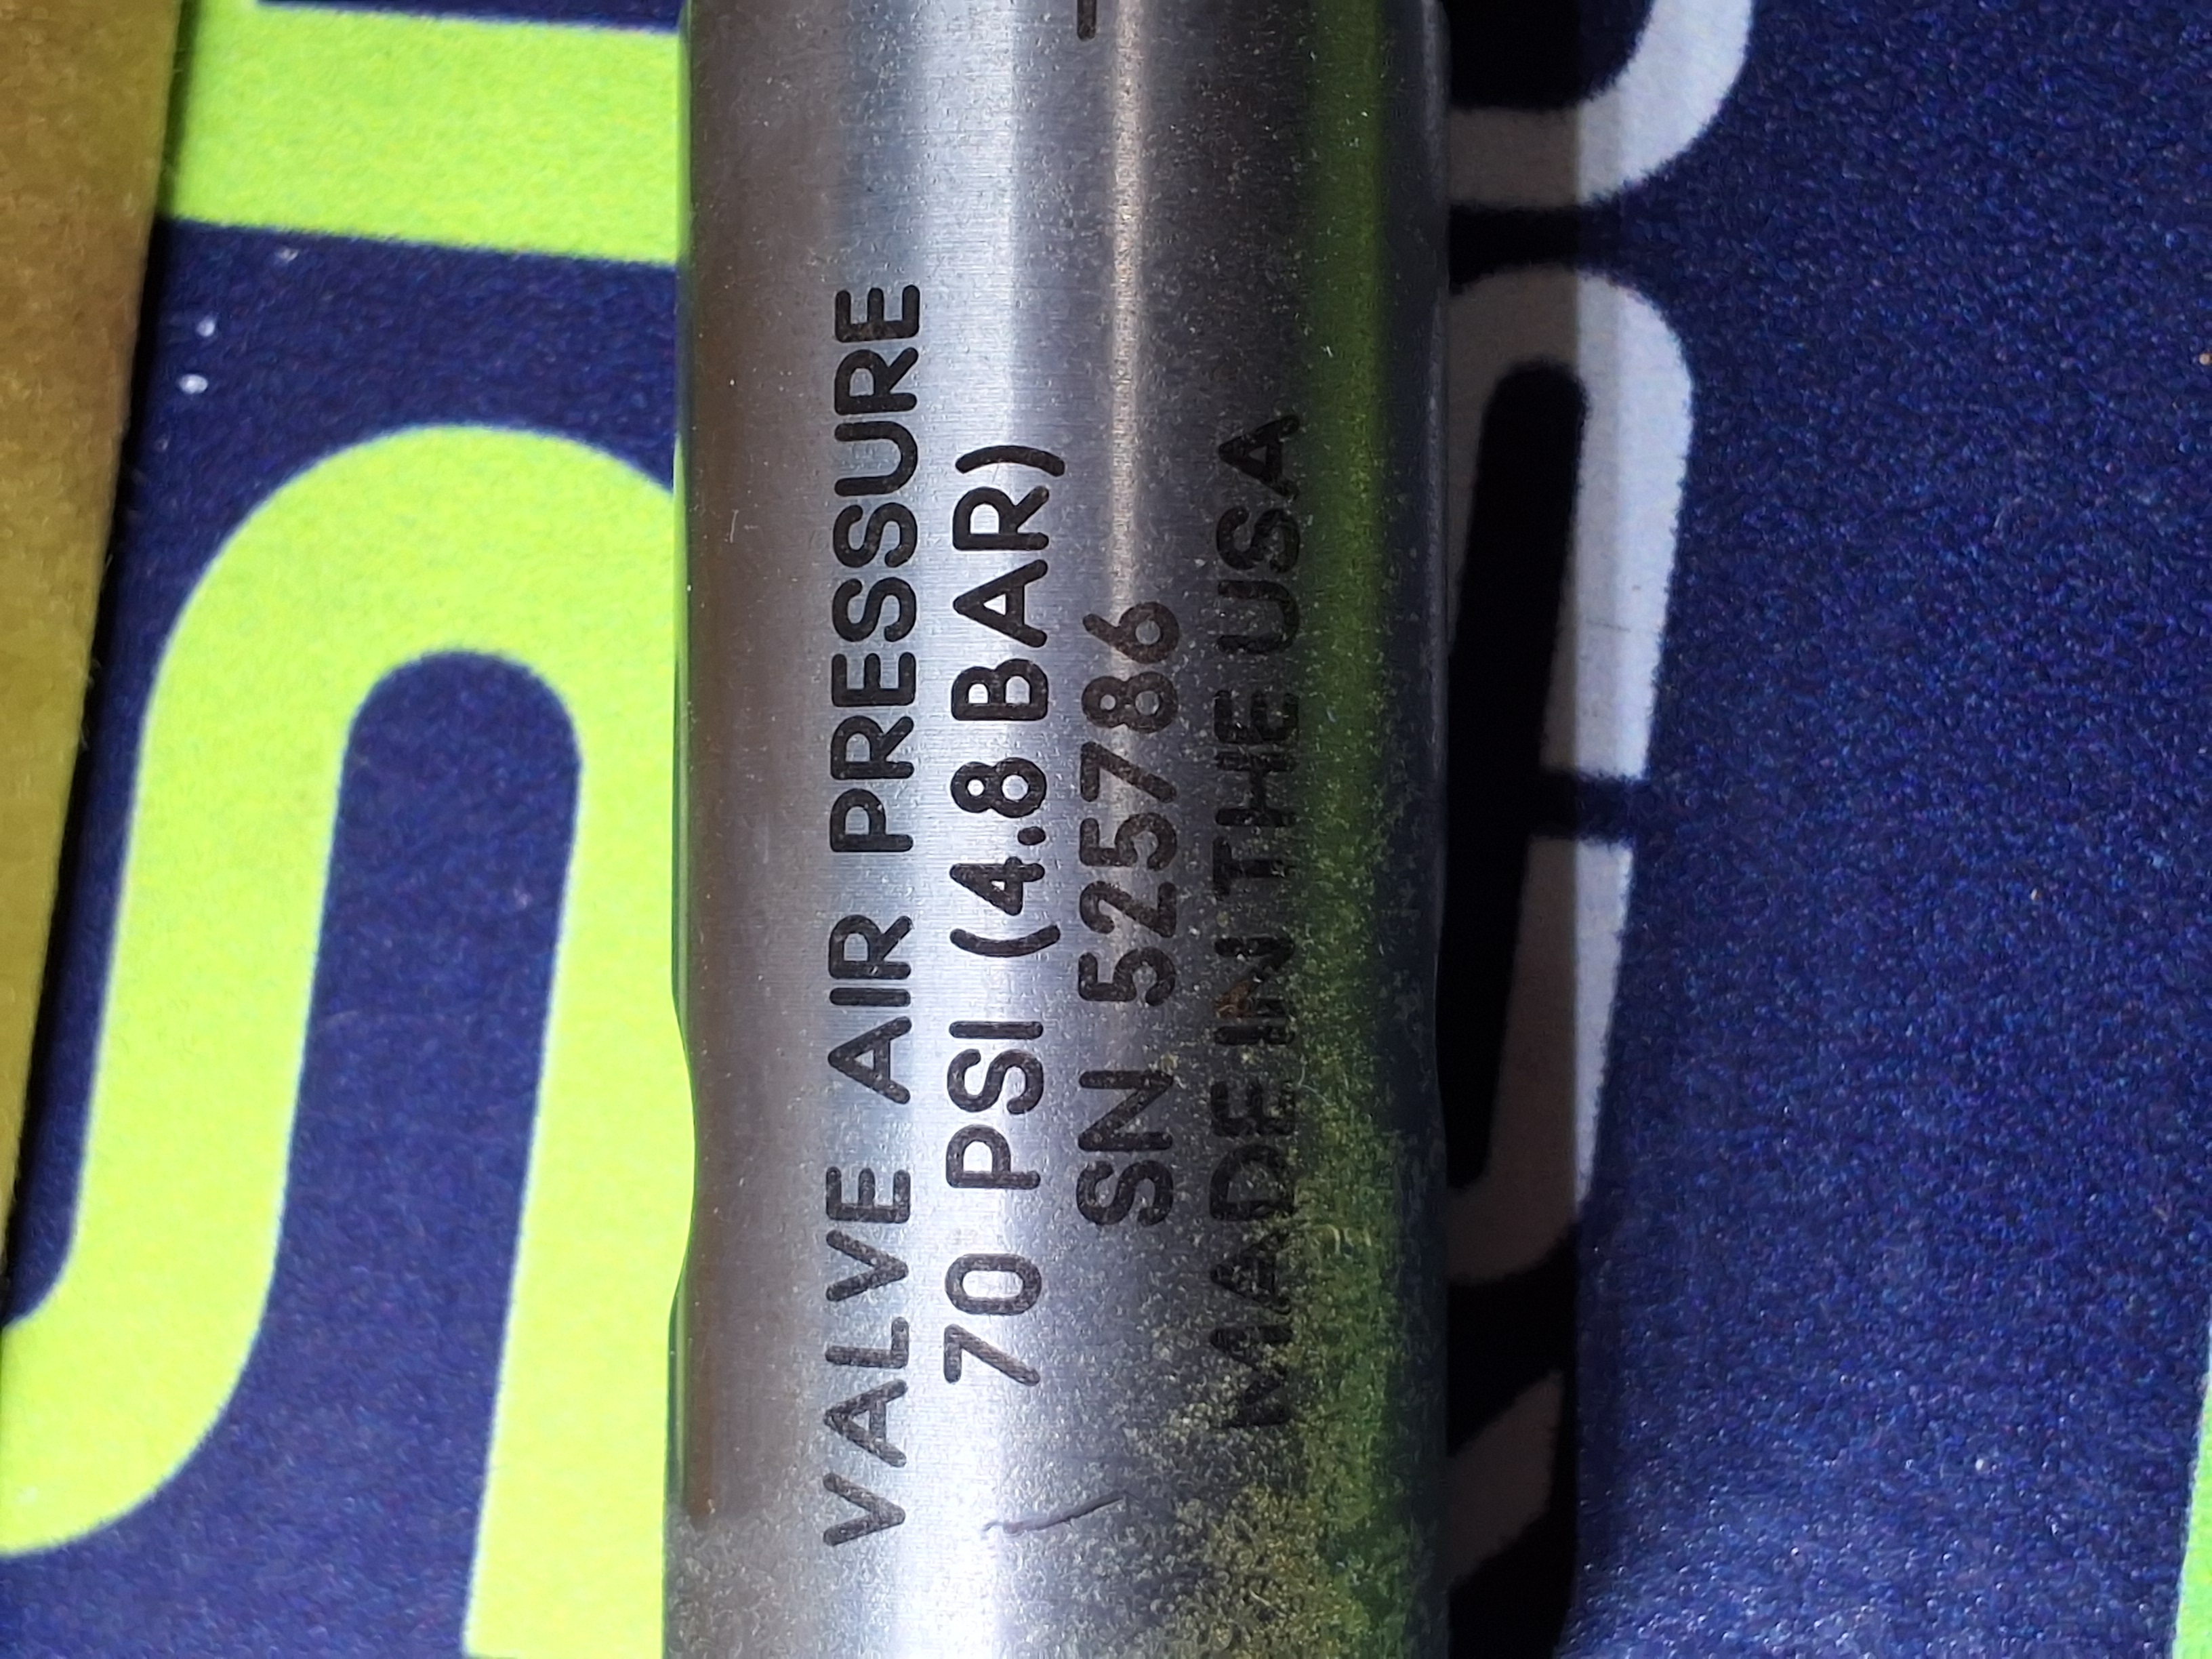 VALVE AIR PRESSURE
70 PSI (4.8 BAR)
SN 525786
MADE IN THE USA